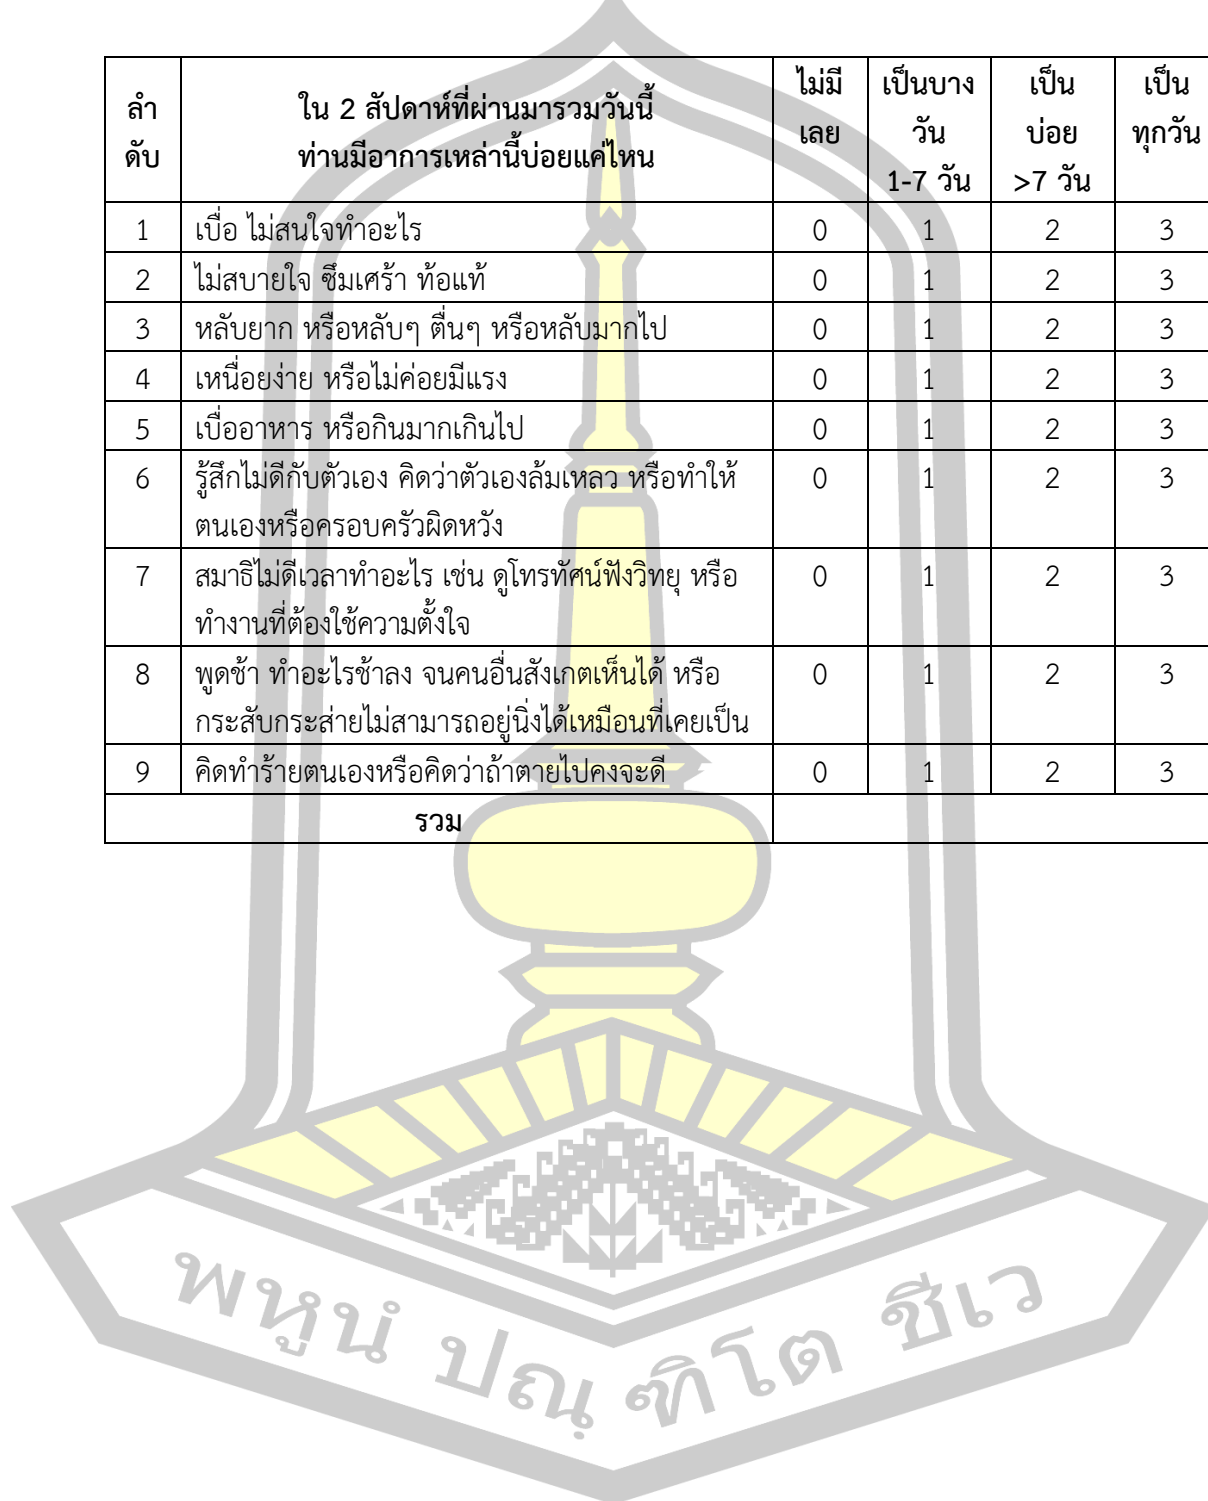 ลำดับ ใน 2 สัปดาห์ที่ผ่านมารวมวันนี้ ท่านมีอาการเหล่านี้บ่อยแค่ไหน ไม่มีเลย เป็นบางวัน 1-7 วัน เป็นบ่อย >7 วัน เป็นทุกวัน
1 เบื่อ ไม่สนใจทำอะไร 0 1 2 3
2 ไม่สบายใจ ซึมเศร้า ท้อแท้ 0 1 2 3
3 หลับยาก หรือหลับๆ ตื่นๆ หรือหลับมากไป 0 1 2 3
4 เหนื่อยง่าย หรือไม่ค่อยมีแรง 0 1 2 3
5 เบื่ออาหาร หรือกินมากเกินไป 0 1 2 3
6 รู้สึกไม่ดีกับตัวเอง คิดว่าตัวเองล้มเหลว หรือทำให้ 0 1 2 3
ตนเองหรือครอบครัวผิดหวัง
7 สมาธิไม่ดีเวลาทำอะไร เช่น ดูโทรทัศน์ฟังวิทยุ หรือ 0 1 2 3
ทำงานที่ต้องใช้ความตั้งใจ
8 พูดช้า ทำอะไรช้าลง จนคนอื่นสังเกตเห็นได้ หรือ 0 1 2 3
กระสับกระส่ายไม่สามารถอยู่นิ่งได้เหมือนที่เคยเป็น
9 คิดทำร้ายตนเองหรือคิดว่าถ้าตายไปคงจะดี 0 1 2 3
รวม
พหูนํ ปณฺฑิโต ชีเว